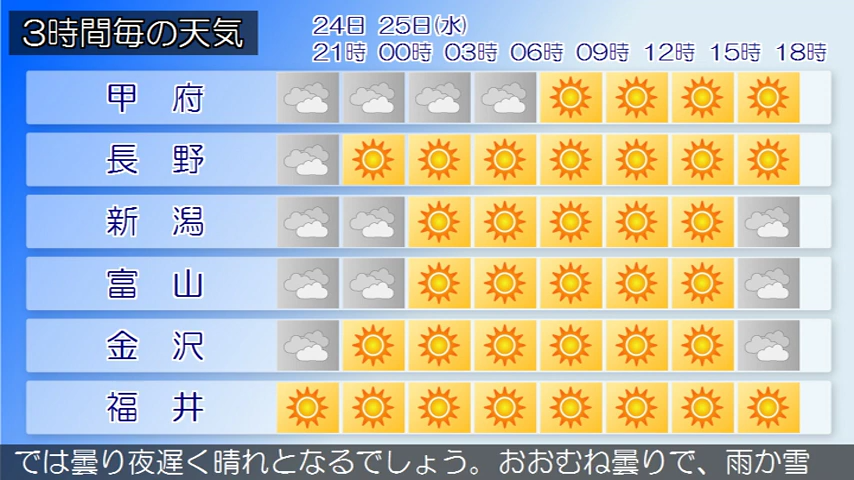 3時間毎の天気
24日 25日(水)
21時 00時 03時 06時 09時 12時 15時 18時
甲府
長野
新潟
富山
金沢
福井
では曇り夜遅く晴れとなるでしょう。おおむね曇りで、雨か雪